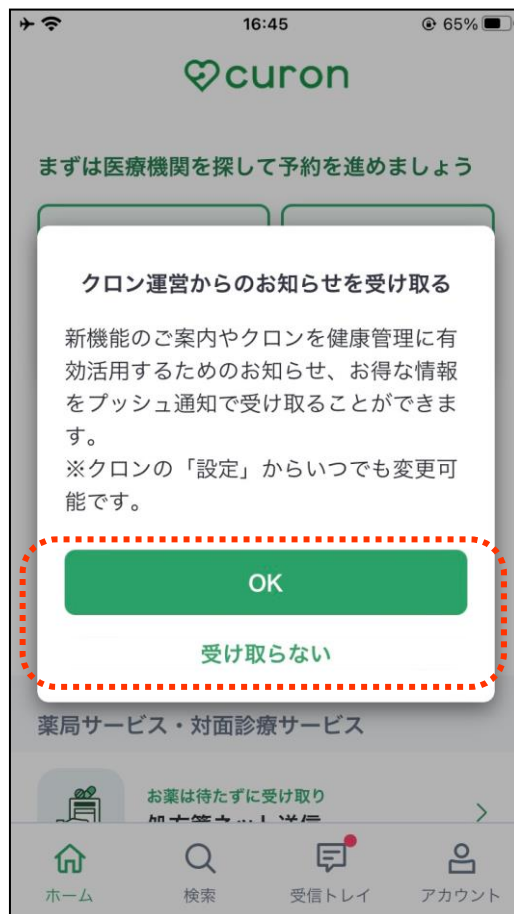 16:45
65%
curon
まずは医療機関を探して予約を進めましょう
クロン運営からのお知らせを受け取る
新機能のご案内やクロンを健康管理に有
効活用するためのお知らせ、お得な情報
をプッシュ通知で受け取ることができま
す。
※クロンの「設定」からいつでも変更可
能です。
OK
受け取らない
薬局サービス・対面診療サービス
お薬は待たずに受け取り
処方箋ネット送信
ホーム
検索
受信トレイ
アカウント